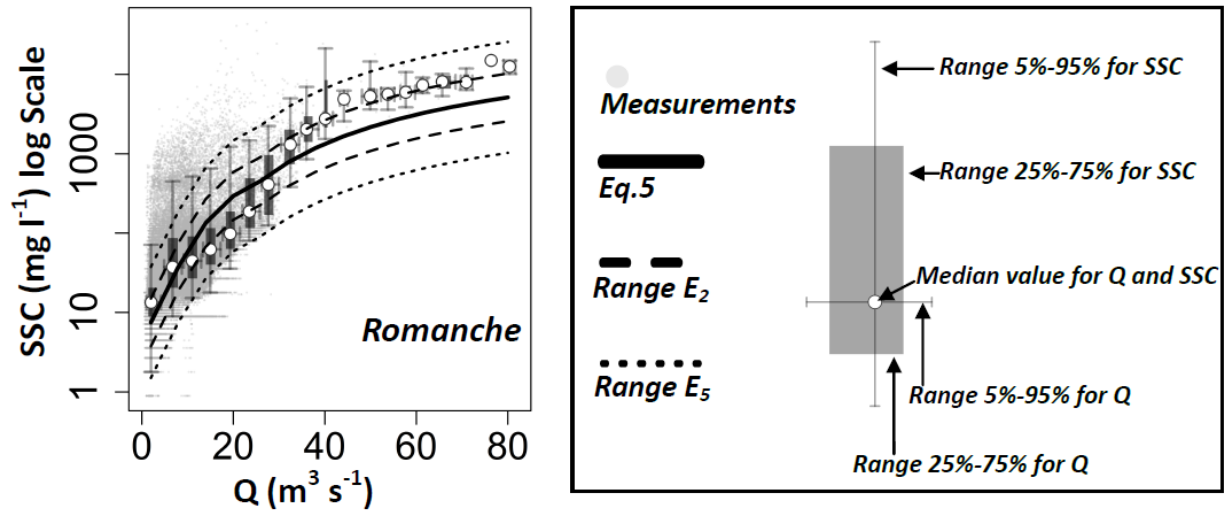 SSC (mg l⁻¹) log Scale
1000
10
1
0
20
40
60
80
Q (m³ s⁻¹)
Romanche
Measurements
Eq.5
Range E₂
Range E₅
Range 5%-95% for SSC
Range 25%-75% for SSC
Median value for Q and SSC
Range 5%-95% for Q
Range 25%-75% for Q